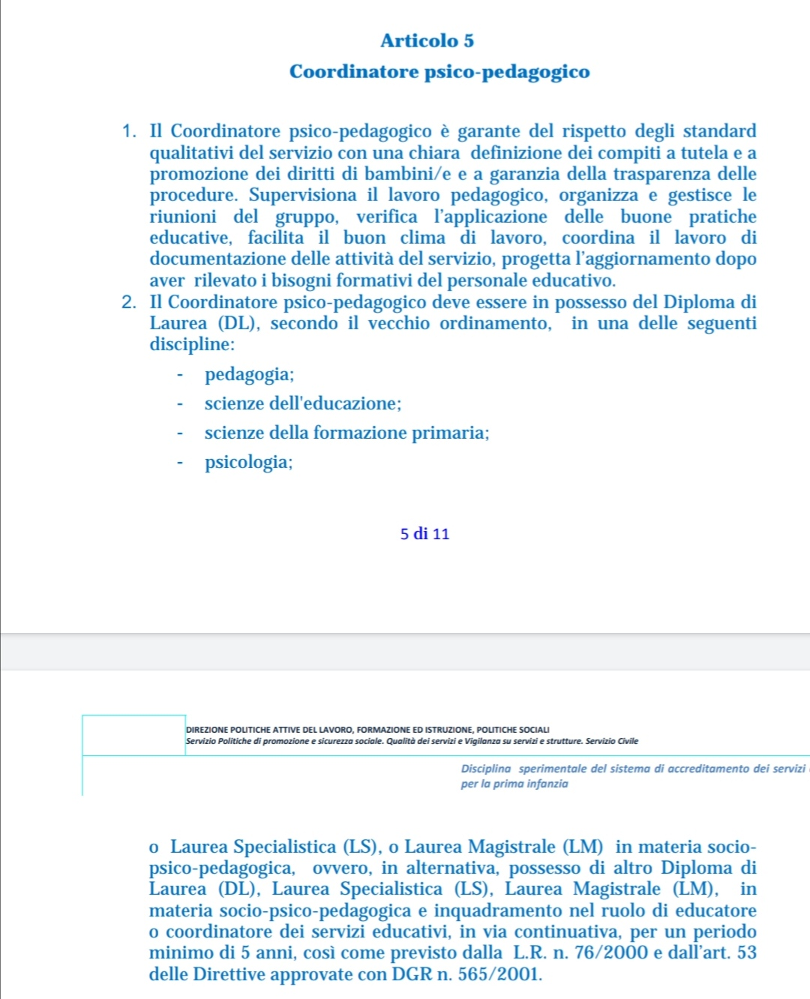 Articolo 5
Coordinatore psico-pedagogico
1. Il Coordinatore psico-pedagogico è garante del rispetto degli standard
qualitativi del servizio con una chiara definizione dei compiti a tutela e a
promozione dei diritti di bambini/e e a garanzia della trasparenza delle
procedure. Supervisiona il lavoro pedagogico, organizza e gestisce le
riunioni del gruppo, verifica l'applicazione delle buone pratiche
educative, facilita il buon clima di lavoro, coordina il lavoro di
documentazione delle attività del servizio, progetta l'aggiornamento dopo
aver rilevato i bisogni formativi del personale educativo.
2. Il Coordinatore psico-pedagogico deve essere in possesso del Diploma di
Laurea (DL), secondo il vecchio ordinamento, in una delle seguenti
discipline:
- pedagogia;
- scienze dell'educazione;
- scienze della formazione primaria;
- psicologia;
5 di 11
DIREZIONE POLITICHE ATTIVE DEL LAVORO, FORMAZIONE ED ISTRUZIONE, POLITICHE SOCIALI
Servizio Politiche di promozione e sicurezza sociale. Qualità dei servizi e Vigilanza su servizi e strutture. Servizio Civile
Disciplina sperimentale del sistema di accreditamento dei servizi
per la prima infanzia
o Laurea Specialistica (LS), o Laurea Magistrale (LM) in materia socio-
psico-pedagogica, ovvero, in alternativa, possesso di altro Diploma di
Laurea (DL), Laurea Specialistica (LS), Laurea Magistrale (LM), in
materia socio-psico-pedagogica e inquadramento nel ruolo di educatore
o coordinatore dei servizi educativi, in via continuativa, per un periodo
minimo di 5 anni, così come previsto dalla L.R. n. 76/2000 e dall'art. 53
delle Direttive approvate con DGR n. 565/2001.